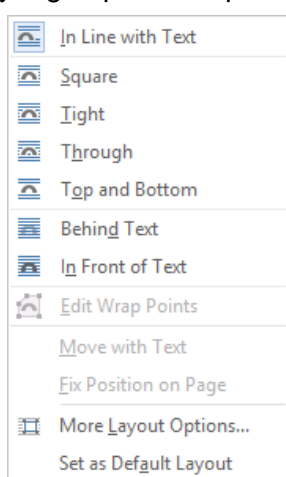 In Line with Text
Square
Tight
Through
Top and Bottom
Behind Text
In Front of Text
Edit Wrap Points
Move with Text
Fix Position on Page
More Layout Options...
Set as Default Layout